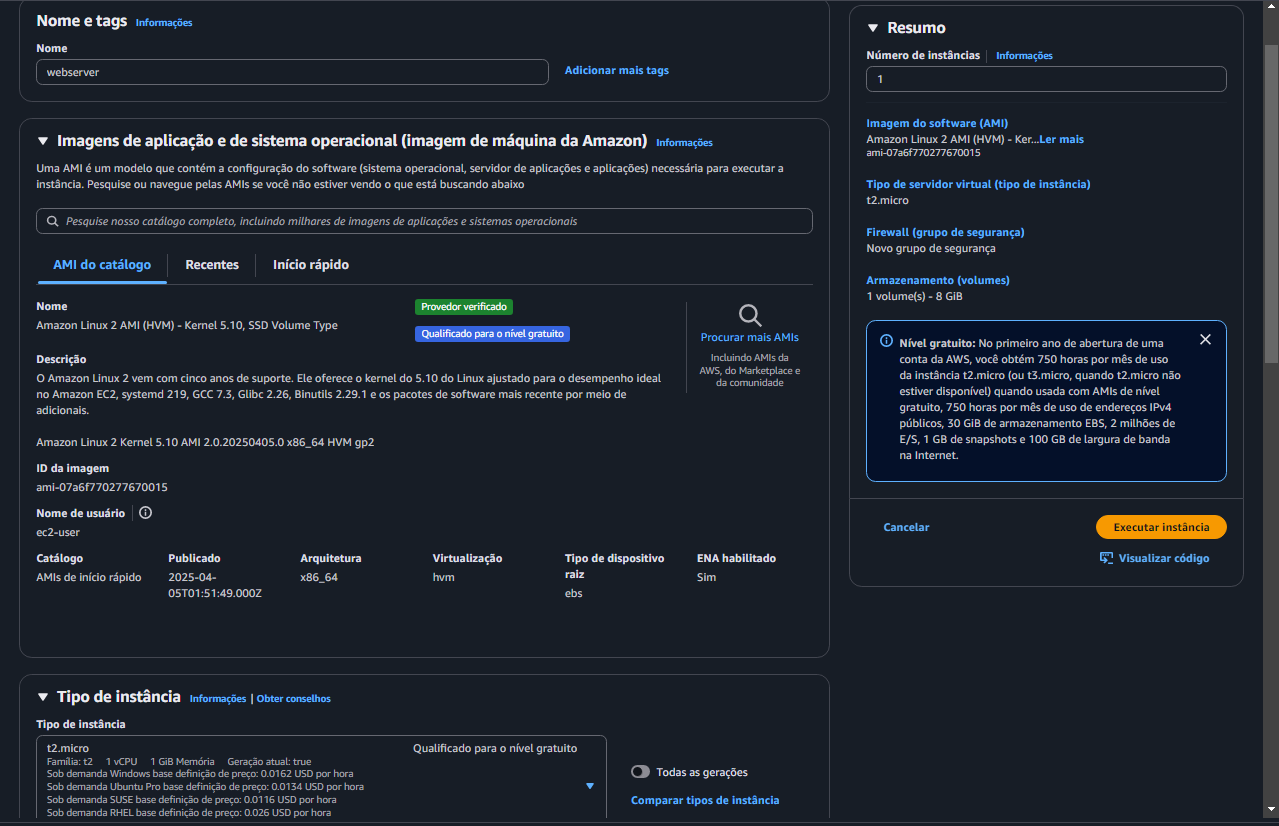 Nome e tags Informações
Nome
webserver
Adicionar mais tags
Imagens de aplicação e de sistema operacional (imagem de máquina da Amazon) Informações
Uma AMI é um modelo que contém a configuração do software (sistema operacional, servidor de aplicações e aplicações) necessária para executar a
instância. Pesquise ou navegue pelas AMIs se você não estiver vendo o que está buscando abaixo
Pesquise nosso catálogo completo, incluindo milhares de imagens de aplicações e sistemas operacionais
AMI do catálogo
Recentes
Início rápido
Nome
Amazon Linux 2 AMI (HVM) - Kernel 5.10, SSD Volume Type
Provedor verificado
Qualificado para o nível gratuito
Procurar mais AMIs
Incluindo AMIs da
AWS, do Marketplace e
da comunidade
Descrição
O Amazon Linux 2 vem com cinco anos de suporte. Ele oferece o kernel do 5.10 do Linux ajustado para o desempenho ideal
no Amazon EC2, systemd 219, GCC 7.3, Glibc 2.26, Binutils 2.29.1 e os pacotes de software mais recente por meio de
adicionais.
Amazon Linux 2 Kernel 5.10 AMI 2.0.20250405.0 x86_64 HVM gp2
ID da imagem
ami-07a6f770277670015
Nome de usuário
ec2-user
Catálogo
AMIs de início rápido
Publicado
2025-04-
05T01:51:49.000Z
Arquitetura
x86_64
Virtualização
hvm
Tipo de dispositivo
raiz
ebs
ENA habilitado
Sim
Tipo de instância Informações | Obter conselhos
Tipo de instância
t2.micro
Qualificado para o nível gratuito
Família: t2 1 vCPU 1 GiB Memória Geração atual: true
Sob demanda Windows base definição de preço: 0.0162 USD por hora
Sob demanda Ubuntu Pro base definição de preço: 0.0134 USD por hora
Sob demanda SUSE base definição de preço: 0.0116 USD por hora
Sob demanda RHEL base definição de preço: 0.026 USD por hora
Todas as gerações
Comparar tipos de instância
Resumo
Número de instâncias Informações
1
Imagem do software (AMI)
Amazon Linux 2 AMI (HVM) - Ker...Ler mais
ami-07a6f770277670015
Tipo de servidor virtual (tipo de instância)
t2.micro
Firewall (grupo de segurança)
Novo grupo de segurança
Armazenamento (volumes)
1 volume(s) - 8 GiB
Nível gratuito: No primeiro ano de abertura de uma
conta da AWS, você obtém 750 horas por mês de uso
da instância t2.micro (ou t3.micro, quando t2.micro não
estiver disponível) quando usada com AMIs de nível
gratuito, 750 horas por mês de uso de endereços IPv4
públicos, 30 GiB de armazenamento EBS, 2 milhões de
E/S, 1 GB de snapshots e 100 GB de largura de banda
na Internet.
Cancelar
Executar instância
Visualizar código